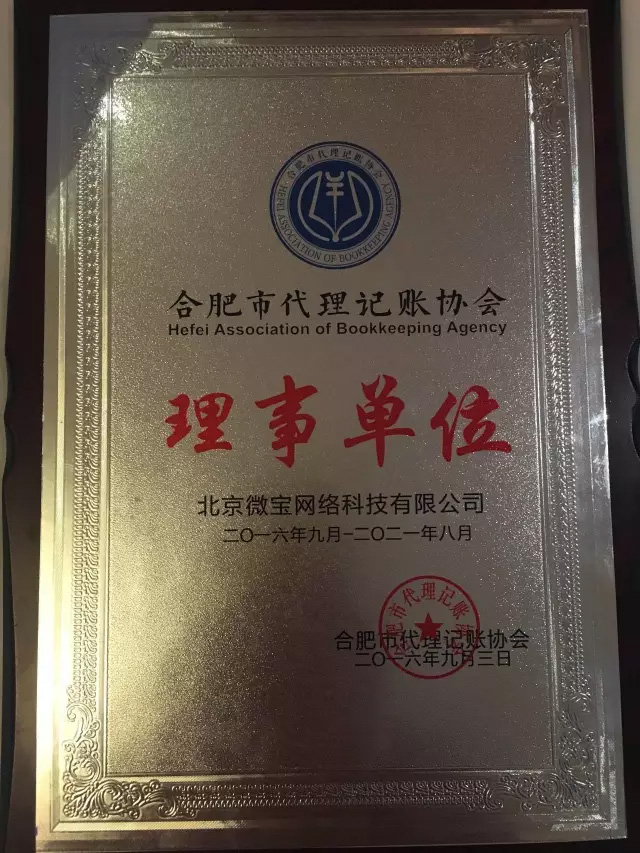 合肥市代理记账协会
HEFEI ASSOCIATION OF BOOKKEEPING AGENCY
合肥市代理记账协会
Hefei Association of Bookkeeping Agency
理事单位
北京微宝网络科技有限公司
二〇一六年九月-二〇二一年八月
合肥市代理记账协会
合肥市代理记账协会
二〇一六年九月三日